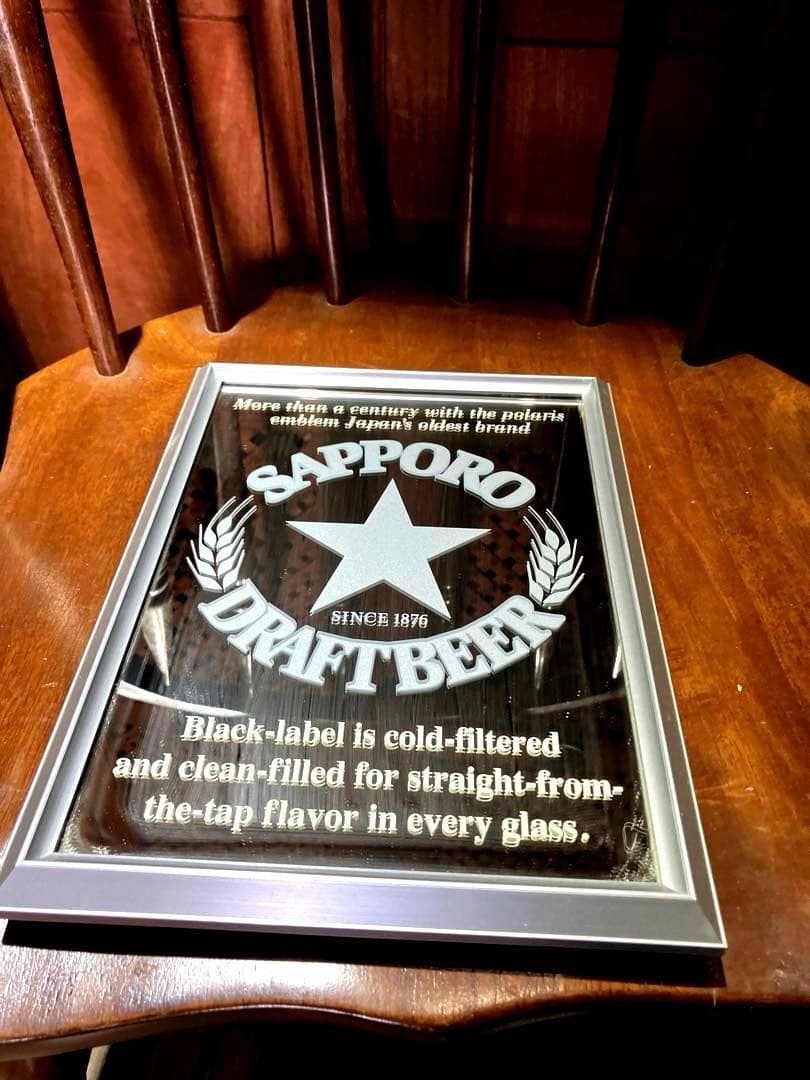 More than a century with the polaris
emblem Japan's oldest brand
SAPPORO
SINCE 1876
DRAFT BEER
Black-label is cold-filtered
and clean-filled for straight-from-
the-tap flavor in every glass.